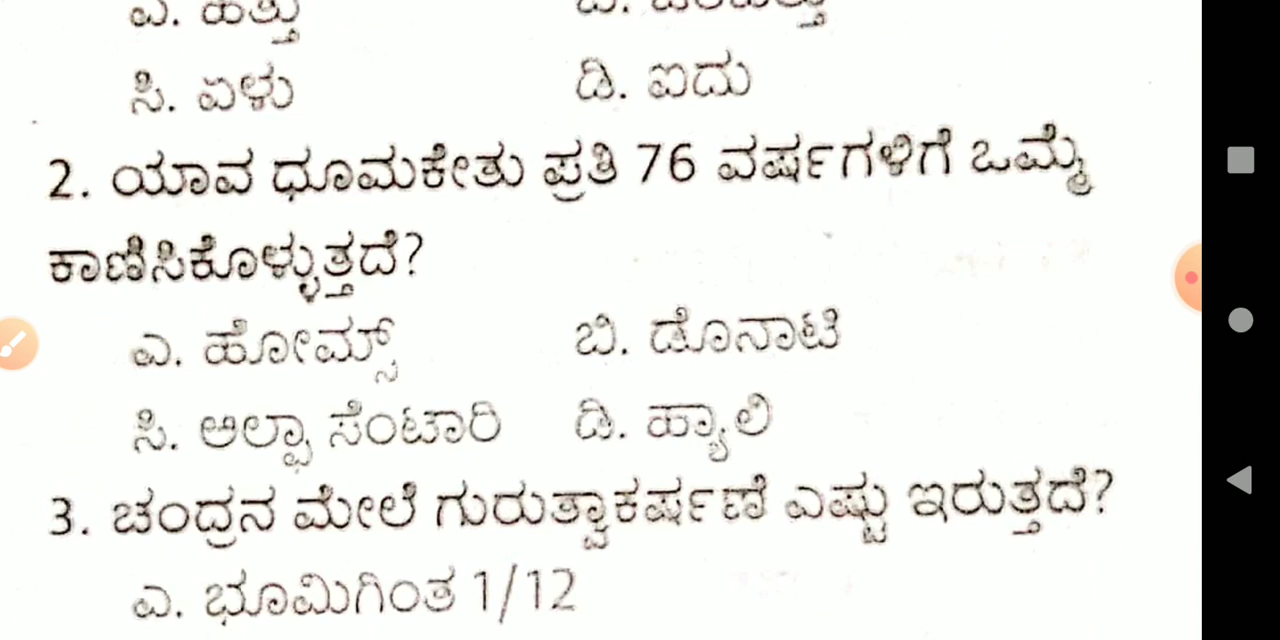 ಎ. ಹತ್ತು
ಸಿ. ಏಳು ಡಿ. ಐದು
2. ಯಾವ ಧೂಮಕೇತು ಪ್ರತಿ 76 ವರ್ಷಗಳಿಗೆ ಒಮ್ಮೆ
ಕಾಣಿಸಿಕೊಳ್ಳುತ್ತದೆ?
ಎ. ಹೋಮ್ಸ್ ಬಿ. ಡೊನಾಟಿ
ಸಿ. ಆಲ್ಫಾ ಸೆಂಟಾರಿ ಡಿ. ಹ್ಯಾಲಿ
3. ಚಂದ್ರನ ಮೇಲೆ ಗುರುತ್ವಾಕರ್ಷಣೆ ಎಷ್ಟು ಇರುತ್ತದೆ?
ಎ. ಭೂಮಿಗಿಂತ 1/12